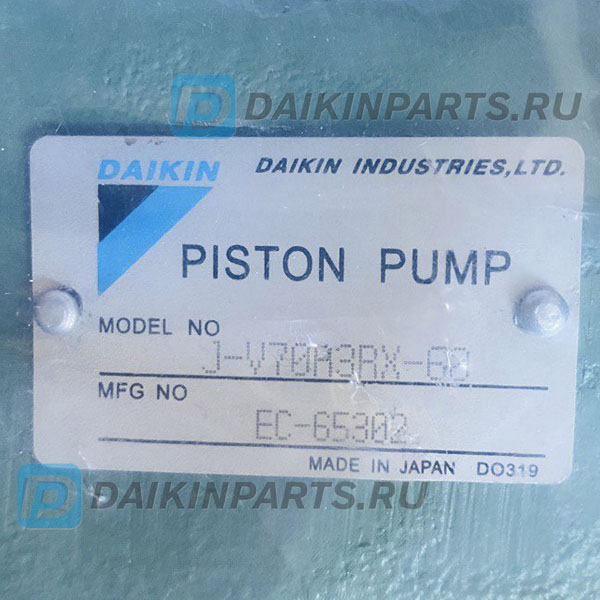 DAIKINPARTS.RU
DAIKIN DAIKIN INDUSTRIES,LTD.
PISTON PUMP
MODEL NO
J-V70A3RX-60
MFG NO
EC-65302
MADE IN JAPAN DO319
DAIKINPARTS.RU